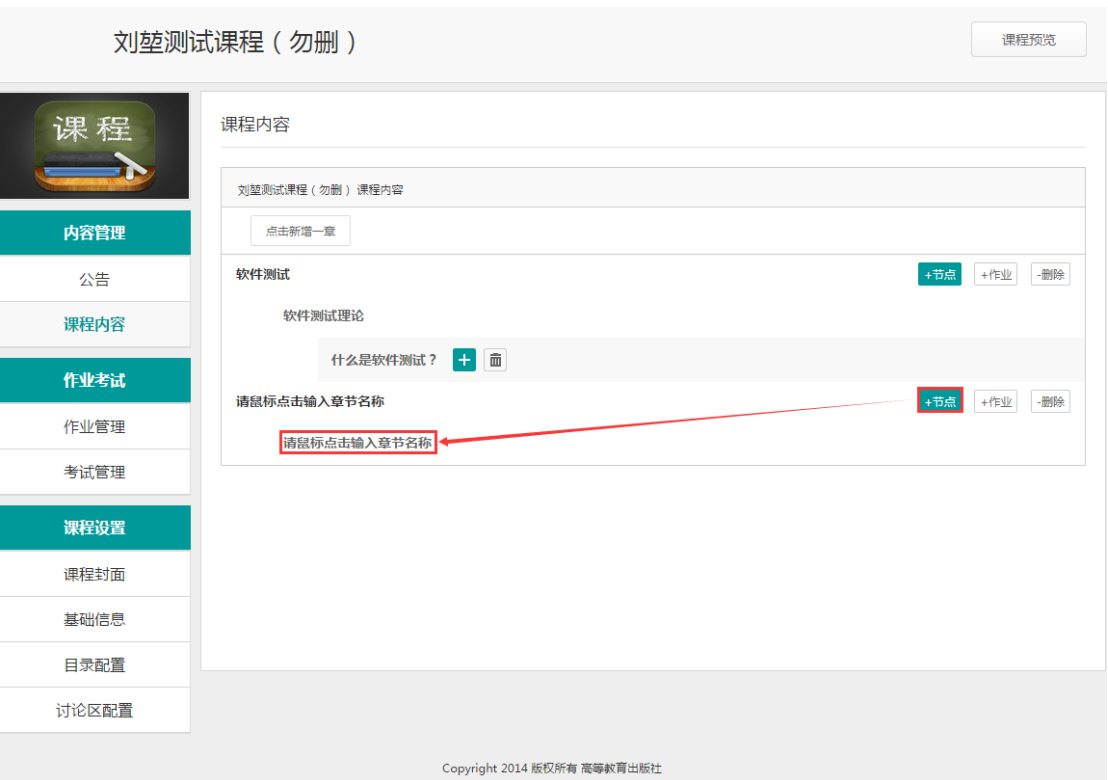 刘堃测试课程（勿删）
课程预览
课程
内容管理
公告
课程内容
作业考试
作业管理
考试管理
课程设置
课程封面
基础信息
目录配置
讨论区配置
课程内容
刘堃测试课程（勿删）课程内容
点击新增一章
软件测试 +节点 +作业 -删除
软件测试理论
什么是软件测试？ +
请鼠标点击输入章节名称 +节点 +作业 -删除
请鼠标点击输入章节名称
Copyright 2014 版权所有 高等教育出版社